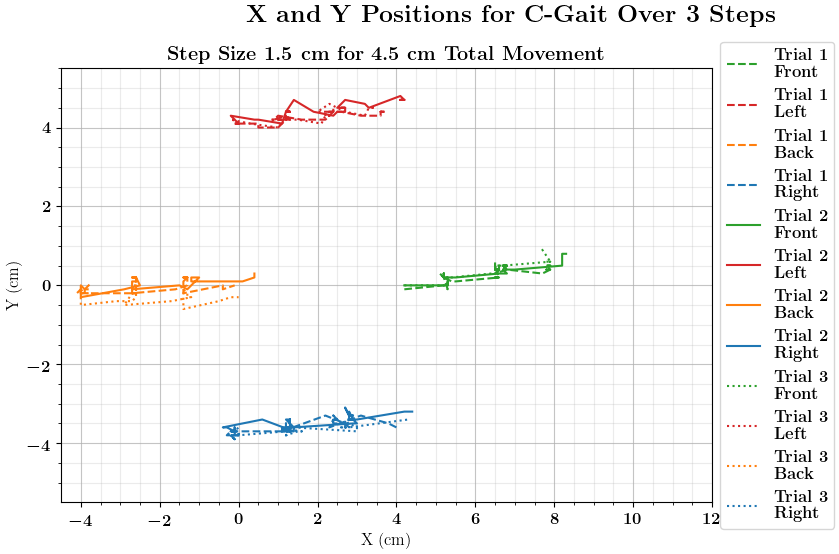 X and Y Positions for C-Gait Over 3 Steps
Step Size 1.5 cm for 4.5 cm Total Movement
Y (cm)
4
2
0
−2
−4
−4
−2
0
2
4
6
8
10
12
X (cm)
Trial 1
Front
Trial 1
Left
Trial 1
Back
Trial 1
Right
Trial 2
Front
Trial 2
Left
Trial 2
Back
Trial 2
Right
Trial 3
Front
Trial 3
Left
Trial 3
Back
Trial 3
Right